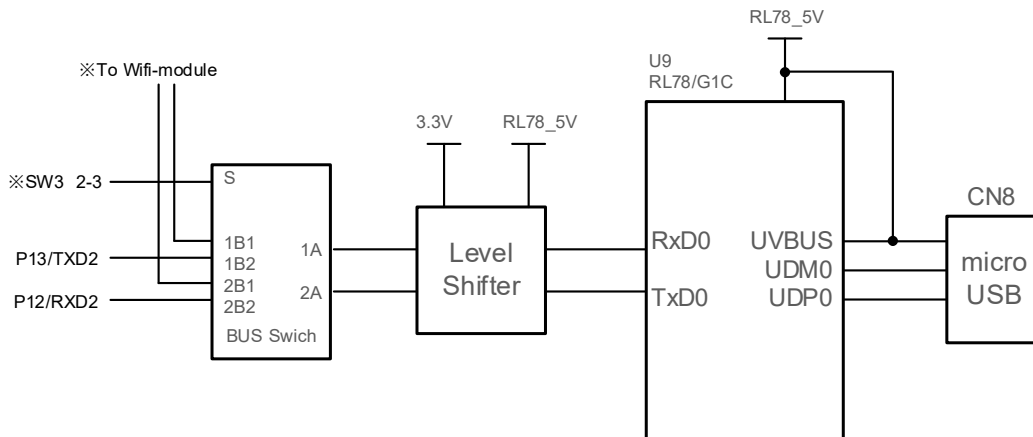 RL78_5V
※To Wifi-module
U9
RL78/G1C
3.3V
RL78_5V
※SW3 2-3
S
CN8
1B1
1A
RxD0
UVBUS
P13/TXD2
1B2
Level
Shifter
UDM0
micro
USB
2B1
2A
TxD0
UDP0
P12/RXD2
2B2
BUS Swich